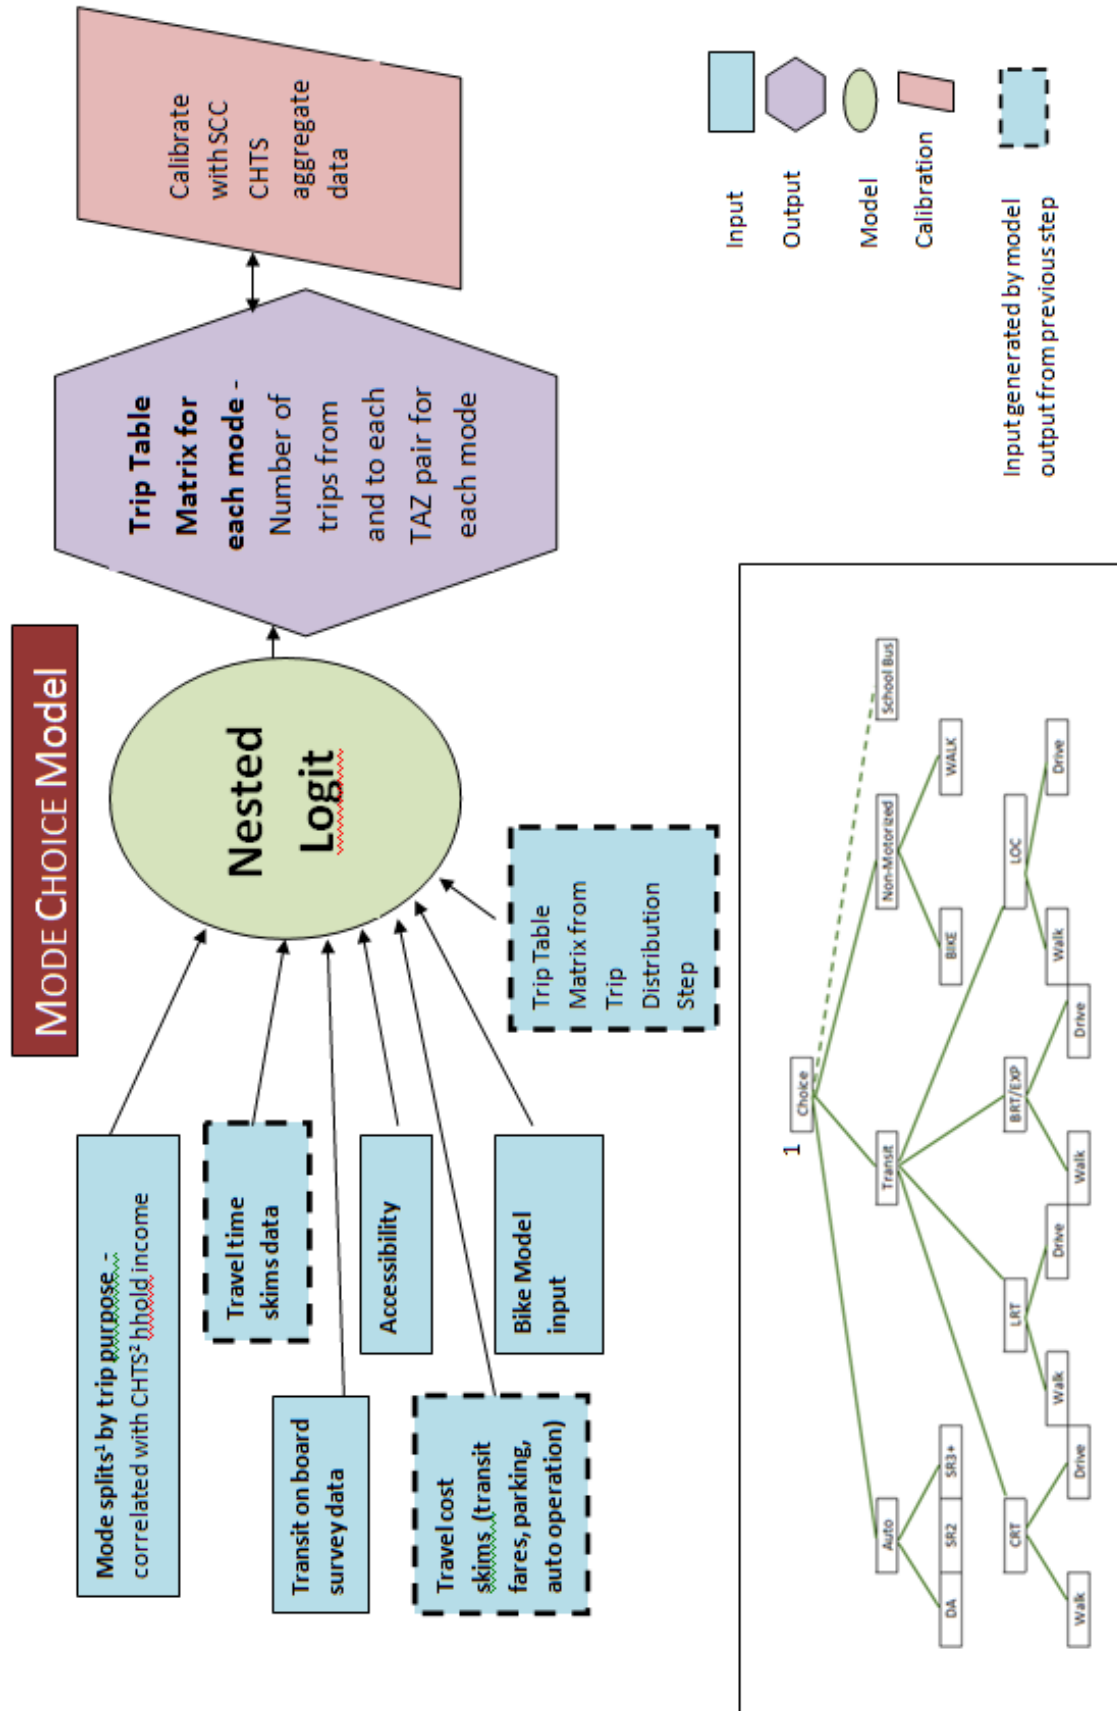 MODE CHOICE MODEL
Mode splits¹ by trip purpose -
correlated with CHTS² hhold income
Travel time
skims data
Transit on board
survey data
Accessibility
Travel cost
skims (transit
fares, parking,
auto operation)
Bike Model
input
Trip Table
Matrix from
Trip
Distribution
Step
Nested
Logit
Trip Table
Matrix for
each mode -
Number of
trips from
and to each
TAZ pair for
each mode
Calibrate
with SCC
CHTS
aggregate
data
Input
Output
Model
Calibration
Input generated by model
output from previous step
1
Choice
Auto
Transit
Non-Motorized
School Bus
DA
SR2
SR3+
BIKE
WALK
CRT
LRT
BRT/EXP
LOC
Walk
Drive
Walk
Drive
Walk
Drive
Walk
Drive